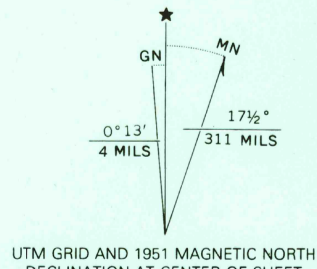 GN
MN
0°13′
4 MILS
17½°
311 MILS
UTM GRID AND 1951 MAGNETIC NORTH
DECLINATION AT CENTER OF SHEET